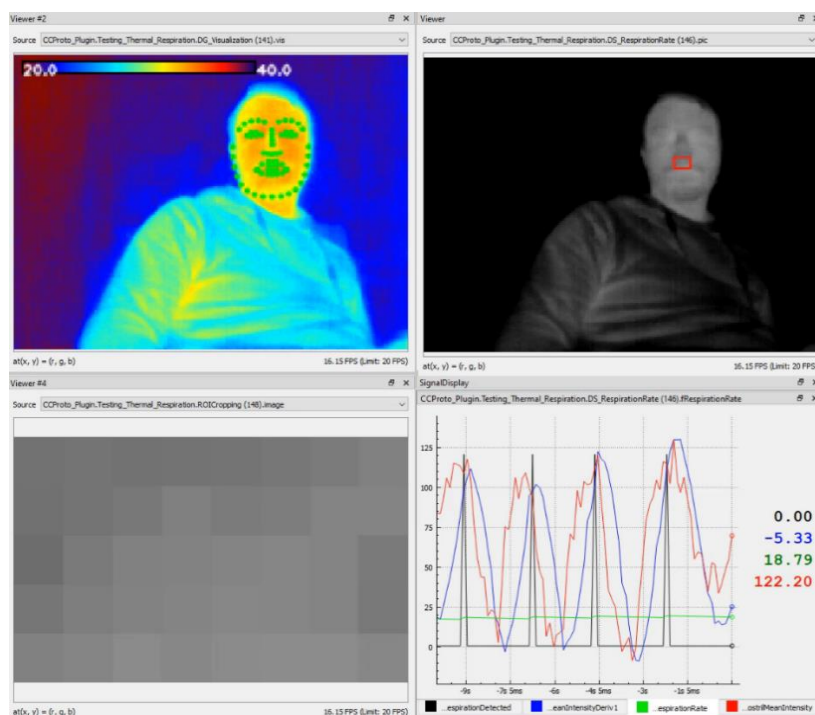 Viewer #2
Source CCProto_Plugin.Testing_Thermal_Respiration.DG_Visualization (141).vis
20.0 40.0
at(x, y) = (r, g, b) 16.15 FPS (Limit: 20 FPS)
Viewer
Source CCProto_Plugin.Testing_Thermal_Respiration.DS_RespirationRate (146).pic
16.15 FPS (Limit: 20 FPS)
Viewer #4
Source CCProto_Plugin.Testing_Thermal_Respiration.ROICropping (148).image
at(x, y) = (r, g, b) 16.15 FPS (Limit: 20 FPS)
SignalDisplay
CCProto_Plugin.Testing_Thermal_Respiration.DS_RespirationRate (146).fRespirationRate
125
100
75
50
25
0
0.00
-5.33
18.79
122.20
-9s -7s 5ms -6s -4s 5ms -3s -1s 5ms
...espirationDetected ...eanIntensityDeriv1 ...espirationRate